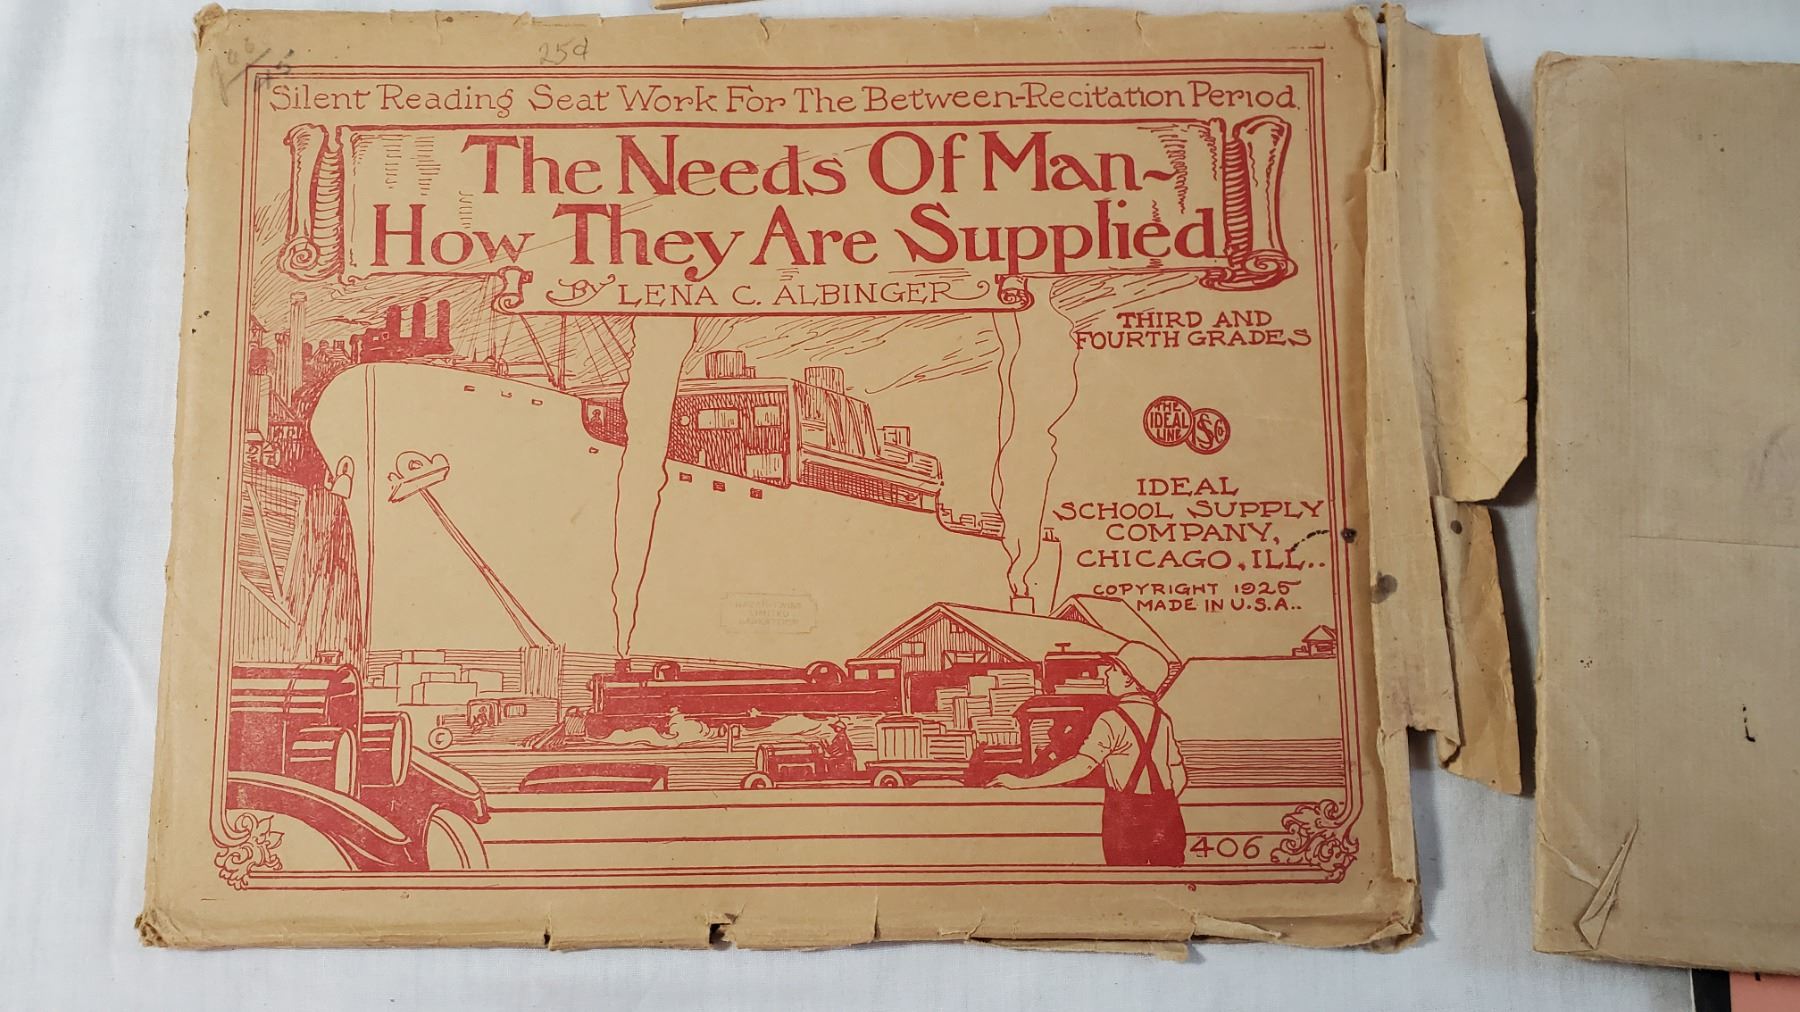 25¢
Silent Reading Seat Work For The Between-Recitation Period.
The Needs Of Man~
How They Are Supplied
By LENA C. ALBINGER
THIRD AND
FOURTH GRADES
THE
IDEAL
LINE
IDEAL
SCHOOL SUPPLY
COMPANY,
CHICAGO, ILL..
COPYRIGHT 1925
MADE IN U.S.A..
406